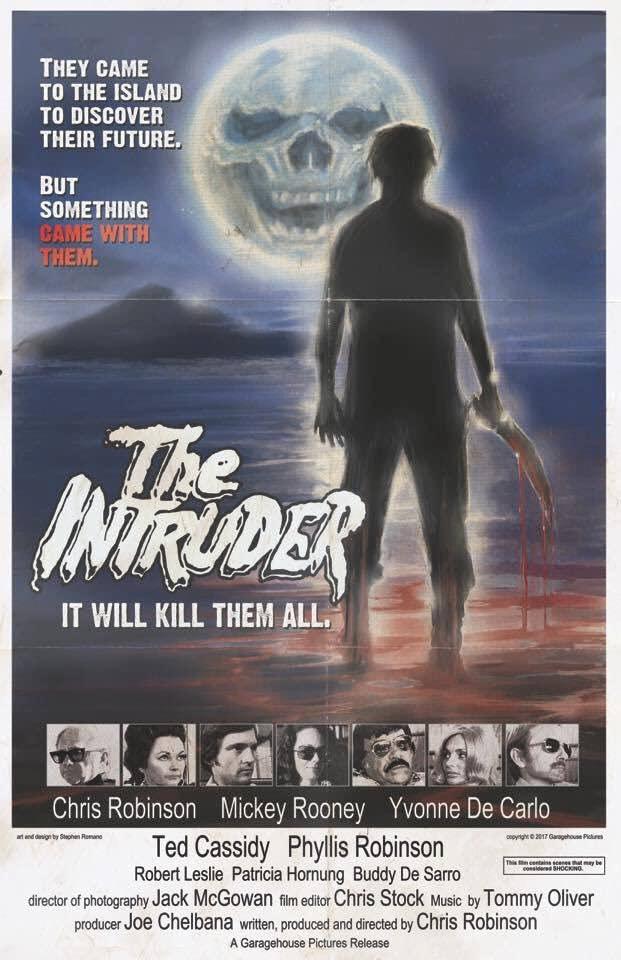 THEY CAME
TO THE ISLAND
TO DISCOVER
THEIR FUTURE.
BUT
SOMETHING
CAME WITH
THEM.
The
INTRUDER
IT WILL KILL THEM ALL.
Chris Robinson Mickey Rooney Yvonne De Carlo
art and design by Stephen Romano
copyright © 2017 Garagehouse Pictures
Ted Cassidy Phyllis Robinson
This film contains scenes that may be
considered SHOCKING.
Robert Leslie Patricia Hornung Buddy De Sarro
director of photography Jack McGowan film editor Chris Stock Music by Tommy Oliver
producer Joe Chelbana written, produced and directed by Chris Robinson
A Garagehouse Pictures Release